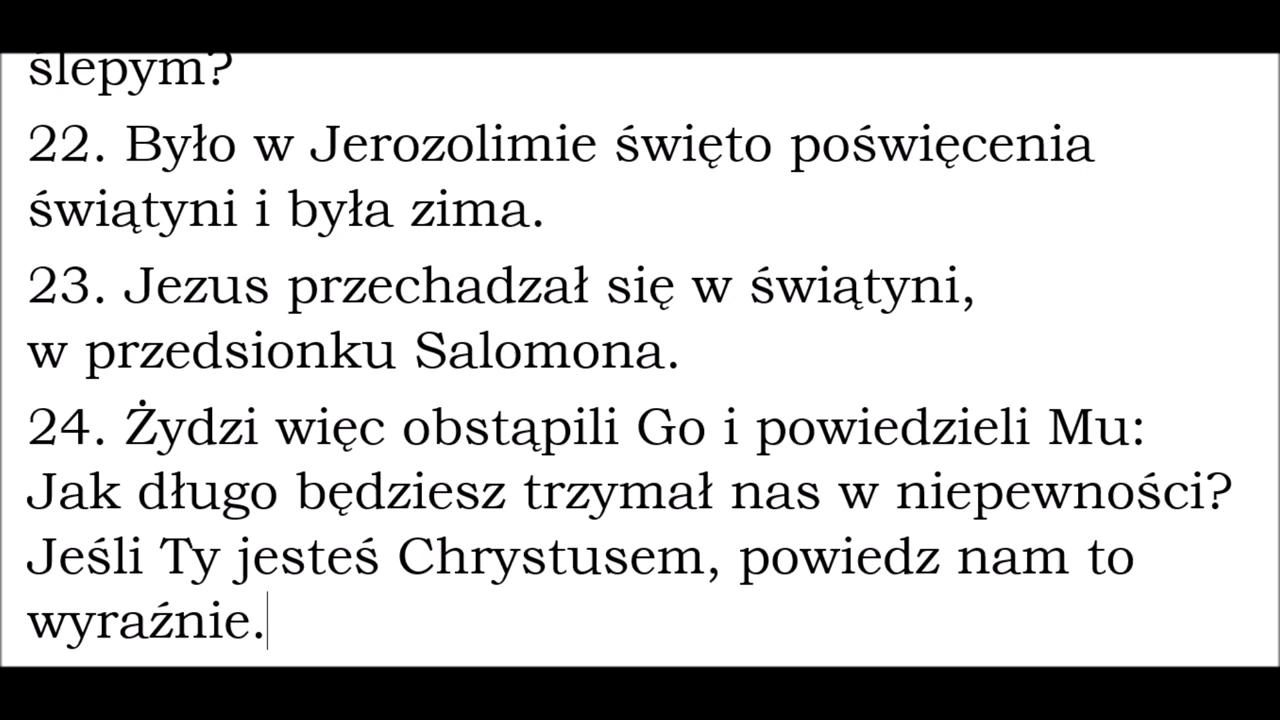 ślepym?
22. Było w Jerozolimie święto poświęcenia
świątyni i była zima.
23. Jezus przechadzał się w świątyni,
w przedsionku Salomona.
24. Żydzi więc obstąpili Go i powiedzieli Mu:
Jak długo będziesz trzymał nas w niepewności?
Jeśli Ty jesteś Chrystusem, powiedz nam to
wyraźnie.